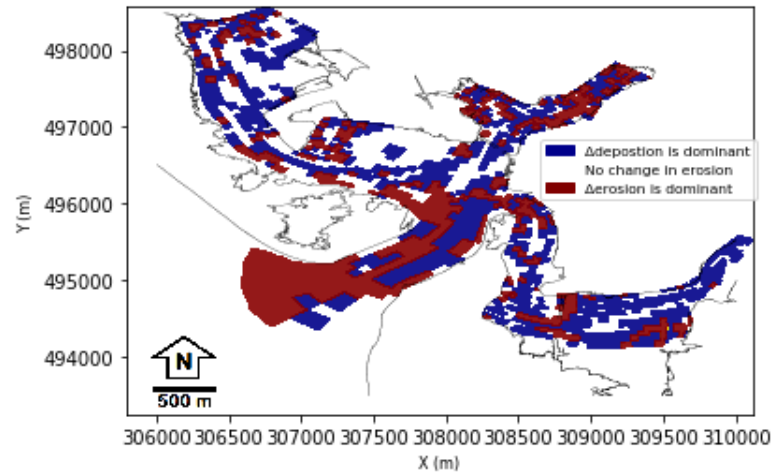 498000
497000
496000
495000
494000
Y (m)
Δdepostion is dominant
No change in erosion
Δerosion is dominant
N
500 m
306000 306500 307000 307500 308000 308500 309000 309500 310000
X (m)